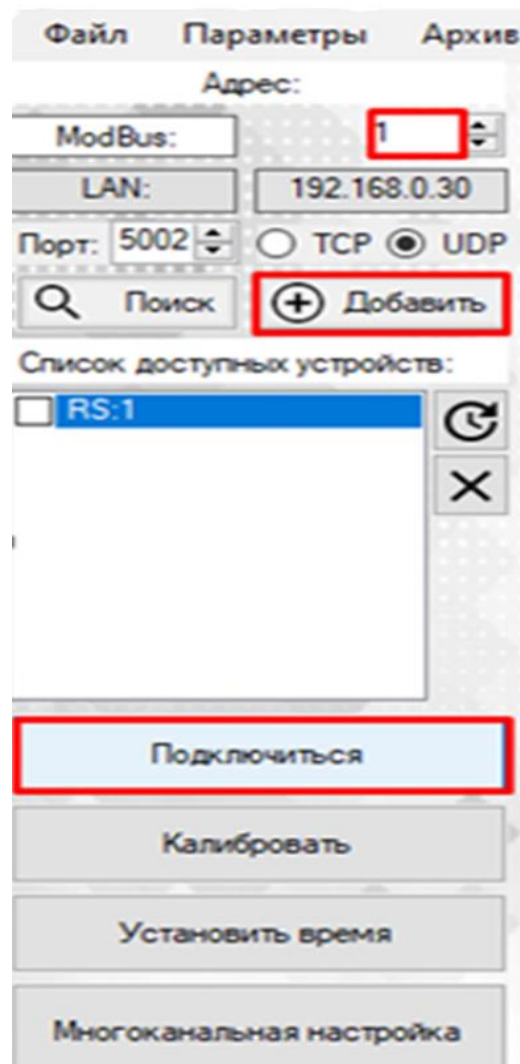 Файл Параметры Архив
Адрес:
ModBus: 1
LAN: 192.168.0.30
Порт: 5002 TCP UDP
Поиск Добавить
Список доступных устройств:
RS:1
Подключиться
Калибровать
Установить время
Многоканальная настройка